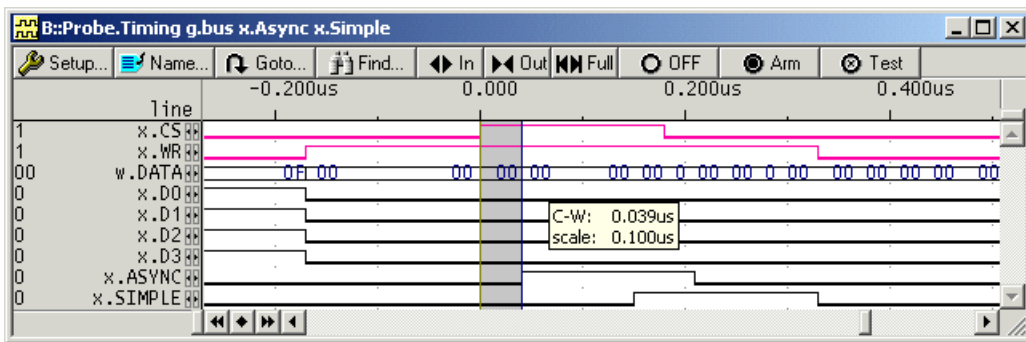 B::Probe.Timing g.bus x.Async x.Simple
Setup... Name... Goto... Find... In Out Full OFF Arm Test
-0.200us 0.000 0.200us 0.400us
line
1 x.CS
1 x.WR
00 w.DATA 0F 00 00 00 00 00 00 0 00 00 0 00 00 00 00 00 00
0 x.D0
0 x.D1
C-W: 0.039us
0 x.D2
scale: 0.100us
0 x.D3
0 x.ASYNC
0 x.SIMPLE